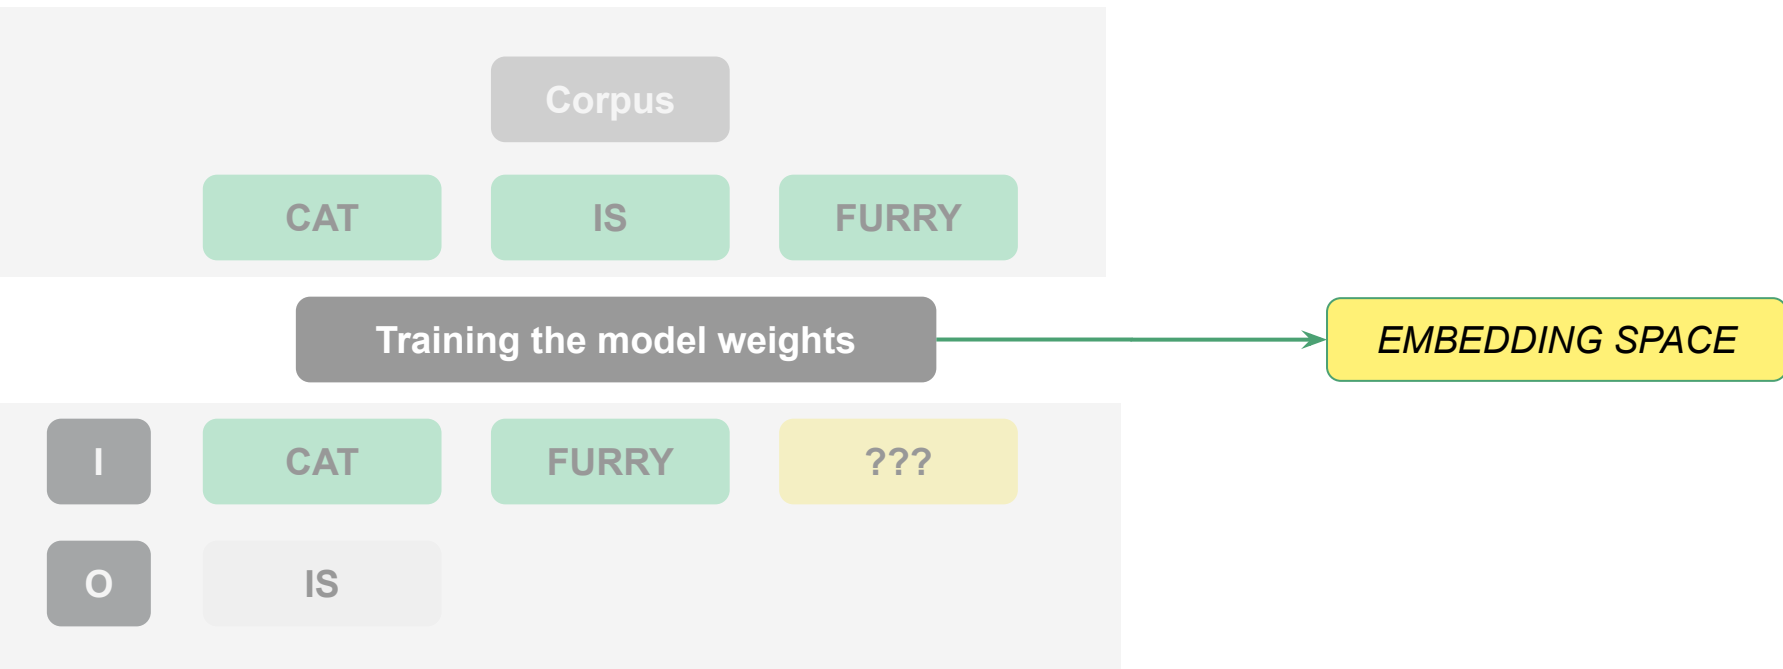 Corpus
CAT IS FURRY
Training the model weights
EMBEDDING SPACE
I CAT FURRY ???
O IS